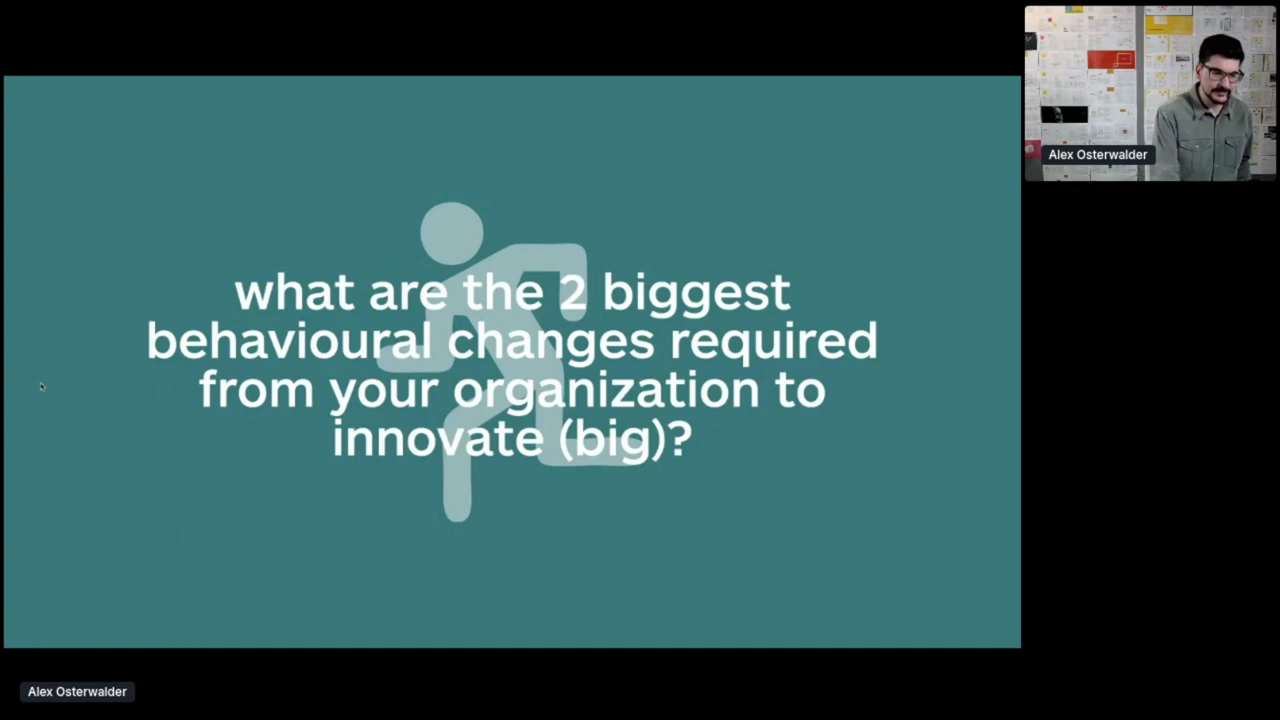 Alex Osterwalder
what are the 2 biggest
behavioural changes required
from your organization to
innovate (big)?
Alex Osterwalder